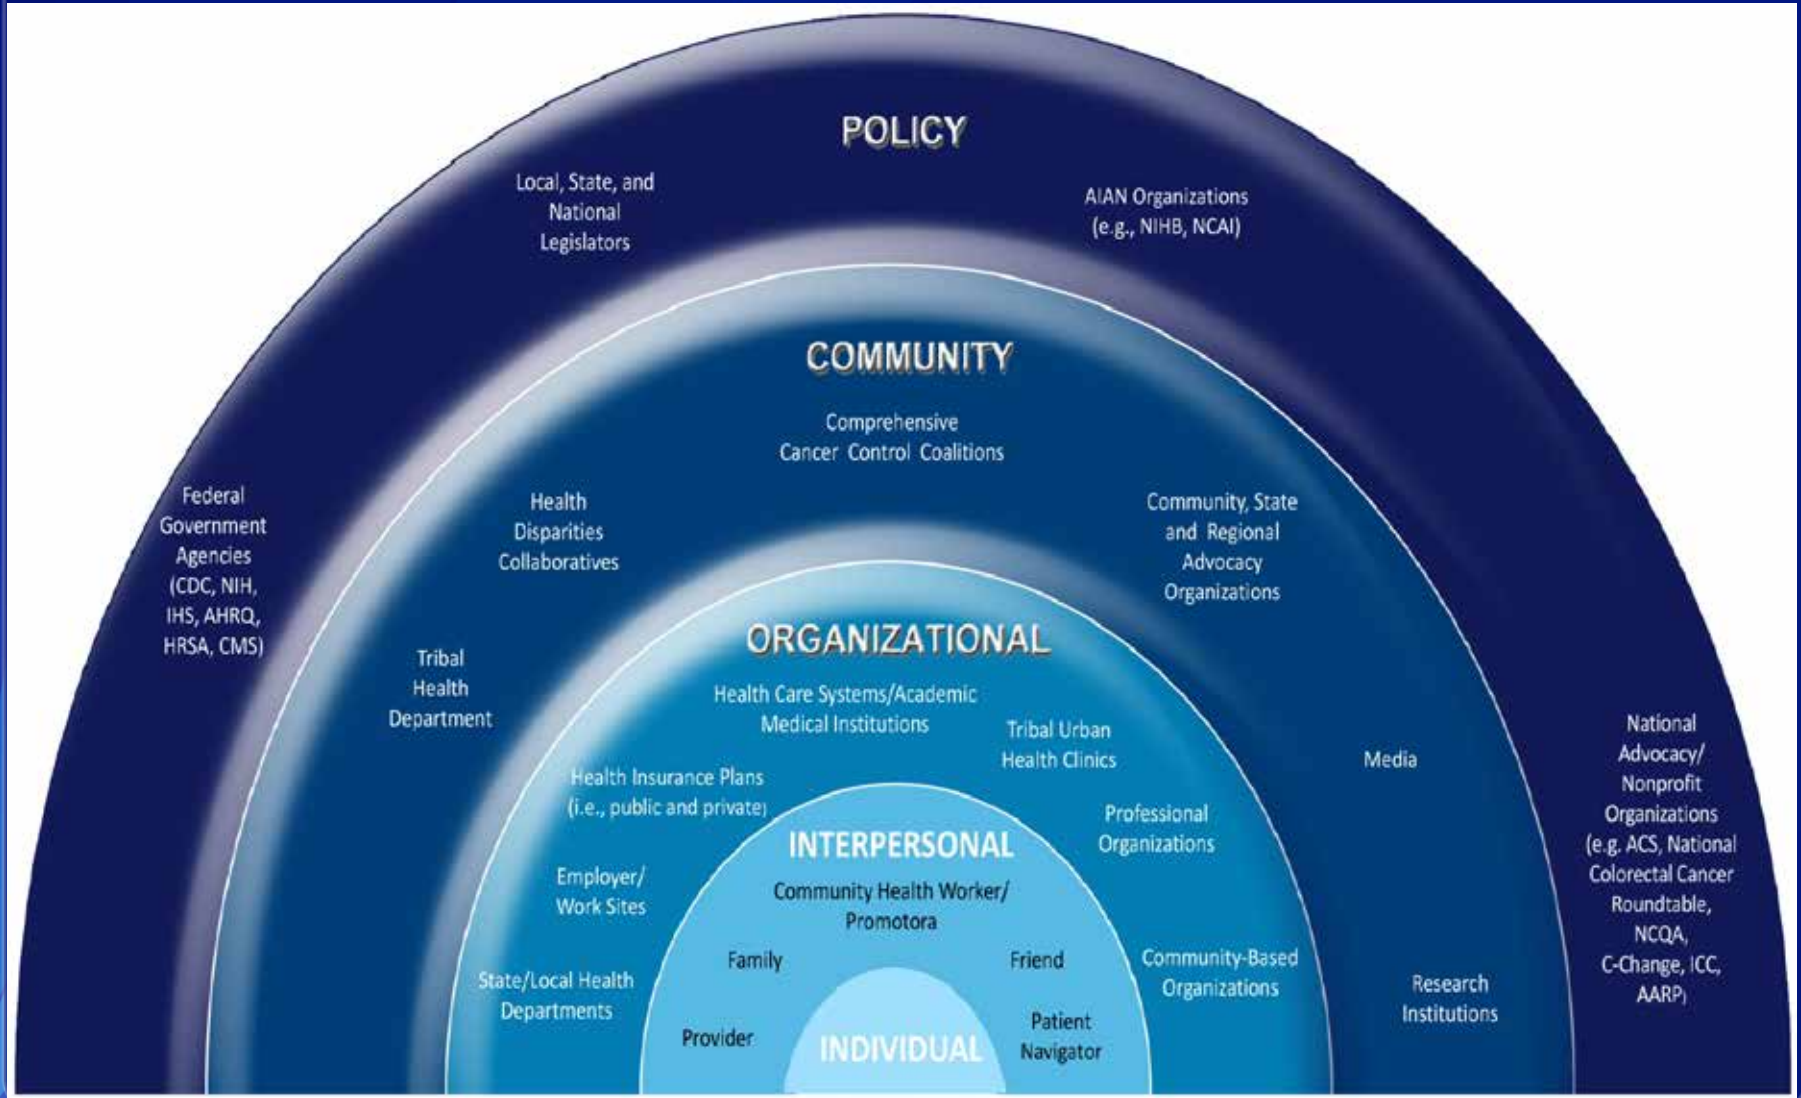 POLICY
Local, State, and
National
Legislators
AIAN Organizations
(e.g., NIHB, NCAI)
Federal
Government
Agencies
(CDC, NIH,
IHS, AHRQ,
HRSA, CMS)
National
Advocacy/
Nonprofit
Organizations
(e.g. ACS, National
Colorectal Cancer
Roundtable,
NCQA,
C-Change, ICC,
AARP)
COMMUNITY
Comprehensive
Cancer Control Coalitions
Health
Disparities
Collaboratives
Community, State
and Regional
Advocacy
Organizations
Tribal
Health
Department
Media
Research
Institutions
ORGANIZATIONAL
Health Care Systems/Academic
Medical Institutions
Tribal Urban
Health Clinics
Health Insurance Plans
(i.e., public and private)
Professional
Organizations
Employer/
Work Sites
Community-Based
Organizations
State/Local Health
Departments
INTERPERSONAL
Community Health Worker/
Promotora
Family
Friend
Provider
Patient
Navigator
INDIVIDUAL